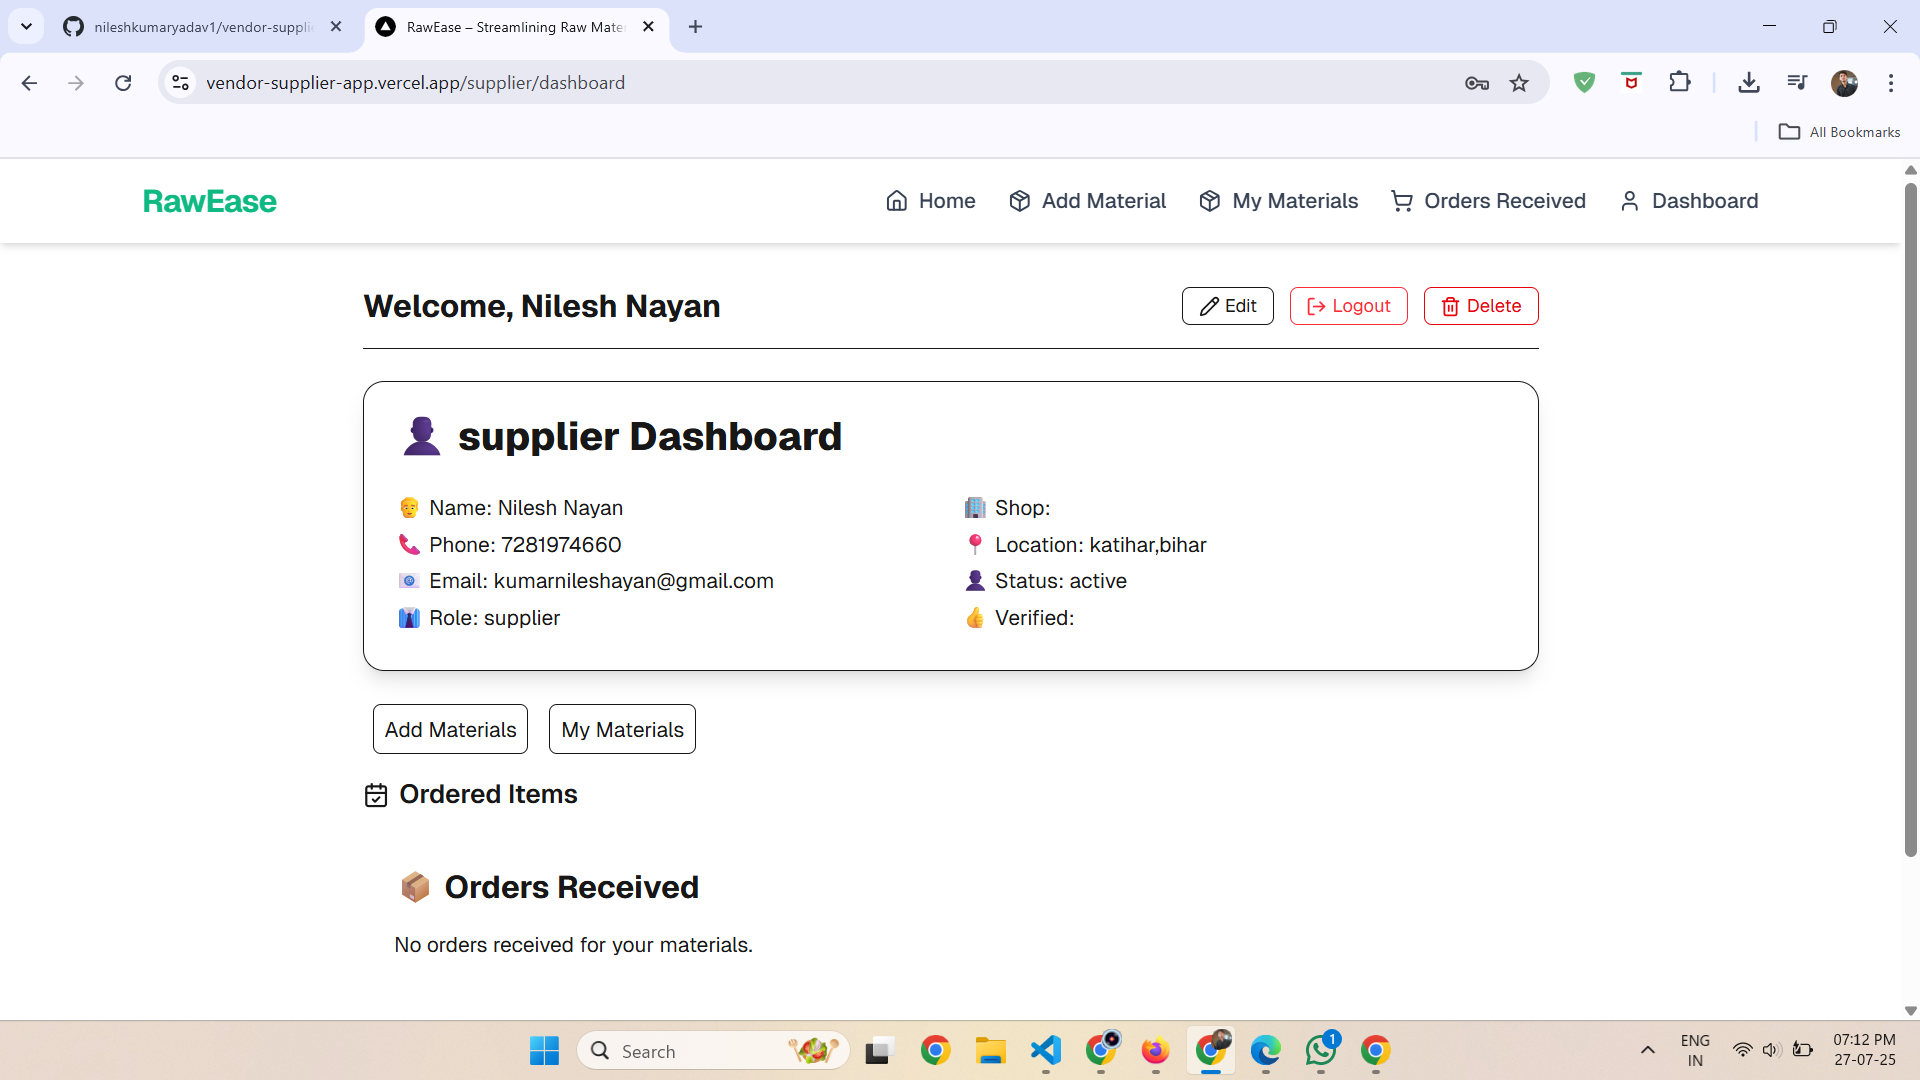 nileshkumaryadav1/vendor-supplie
RawEase – Streamlining Raw Mater
vendor-supplier-app.vercel.app/supplier/dashboard
All Bookmarks
RawEase
Home
Add Material
My Materials
Orders Received
Dashboard
Welcome, Nilesh Nayan
Edit
Logout
Delete
supplier Dashboard
Name: Nilesh Nayan
Phone: 7281974660
Email: kumarnileshayan@gmail.com
Role: supplier
Shop:
Location: katihar,bihar
Status: active
Verified:
Add Materials
My Materials
Ordered Items
Orders Received
No orders received for your materials.
Search
1
ENG
IN
07:12 PM
27-07-25